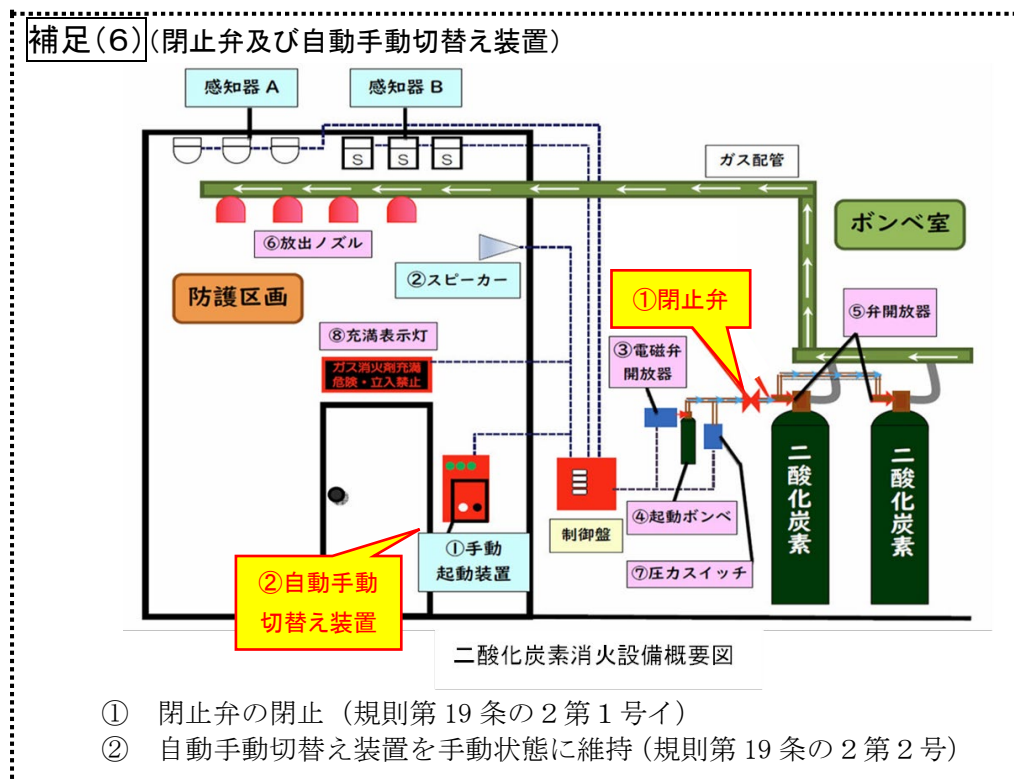 補足(6)(閉止弁及び自動手動切替え装置)
感知器 A
感知器 B
S
S
S
ガス配管
ボンベ室
⑥放出ノズル
②スピーカー
防護区画
①閉止弁
⑤弁開放器
⑧充満表示灯
③電磁弁
開放器
ガス消火剤充満
危険・立入禁止
二酸化炭素
二酸化炭素
④起動ボンベ
制御盤
①手動
起動装置
⑦圧力スイッチ
②自動手動
切替え装置
二酸化炭素消火設備概要図
① 閉止弁の閉止(規則第 19 条の2第1号イ)
② 自動手動切替え装置を手動状態に維持(規則第 19 条の2第2号)